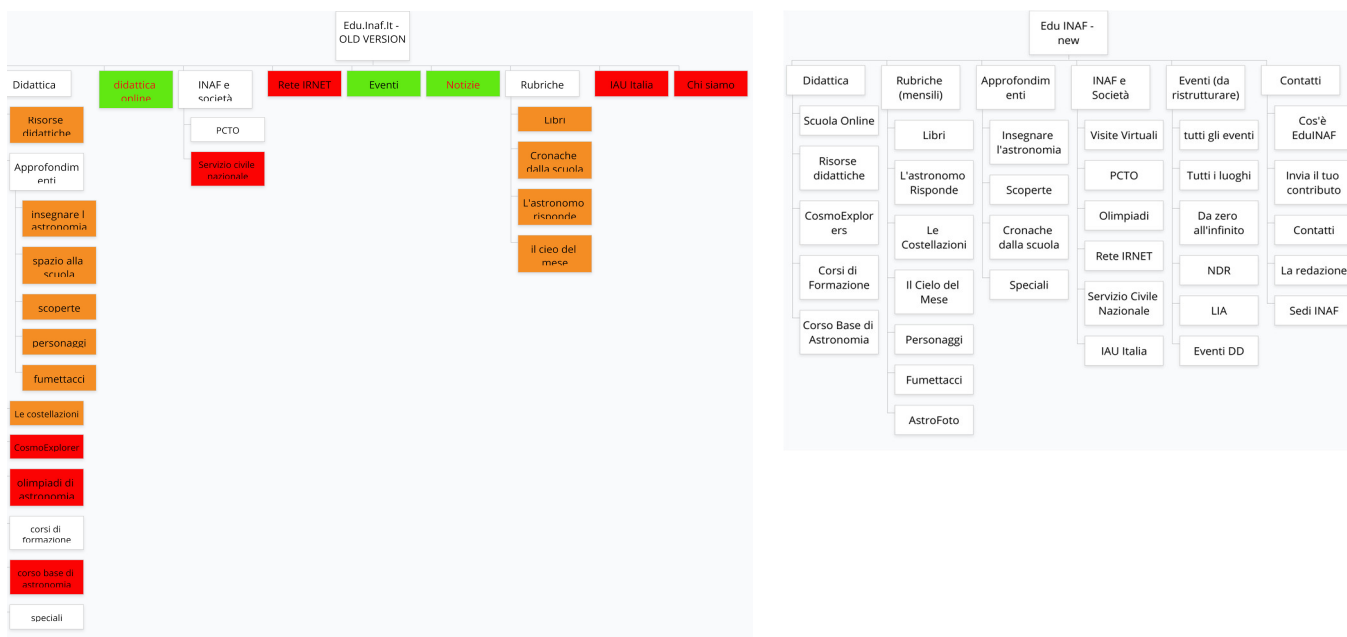 Edu.Inaf.It -
OLD VERSION
Didattica
didattica
online
INAF e
società
Rete IRNET
Eventi
Notizie
Rubriche
IAU Italia
Chi siamo
Risorse
didattiche
Approfondim
enti
insegnare l
astronomia
spazio alla
scuola
scoperte
personaggi
fumettacci
Le costellazioni
CosmoExplorer
olimpiadi di
astronomia
corsi di
formazione
corso base di
astronomia
speciali
PCTO
Servizio civile
nazionale
Libri
Cronache
dalla scuola
L'astronomo
risponde
il cieo del
mese
Edu INAF -
new
Didattica
Rubriche
(mensili)
Approfondim
enti
INAF e
Società
Eventi (da
ristrutturare)
Contatti
Scuola Online
Risorse
didattiche
CosmoExplor
ers
Corsi di
Formazione
Corso Base di
Astronomia
Libri
L'astronomo
Risponde
Le
Costellazioni
Il Cielo del
Mese
Personaggi
Fumettacci
AstroFoto
Insegnare
l'astronomia
Scoperte
Cronache
dalla scuola
Speciali
Visite Virtuali
PCTO
Olimpiadi
Rete IRNET
Servizio Civile
Nazionale
IAU Italia
tutti gli eventi
Tutti i luoghi
Da zero
all'infinito
NDR
LIA
Eventi DD
Cos'è
EduINAF
Invia il tuo
contributo
Contatti
La redazione
Sedi INAF